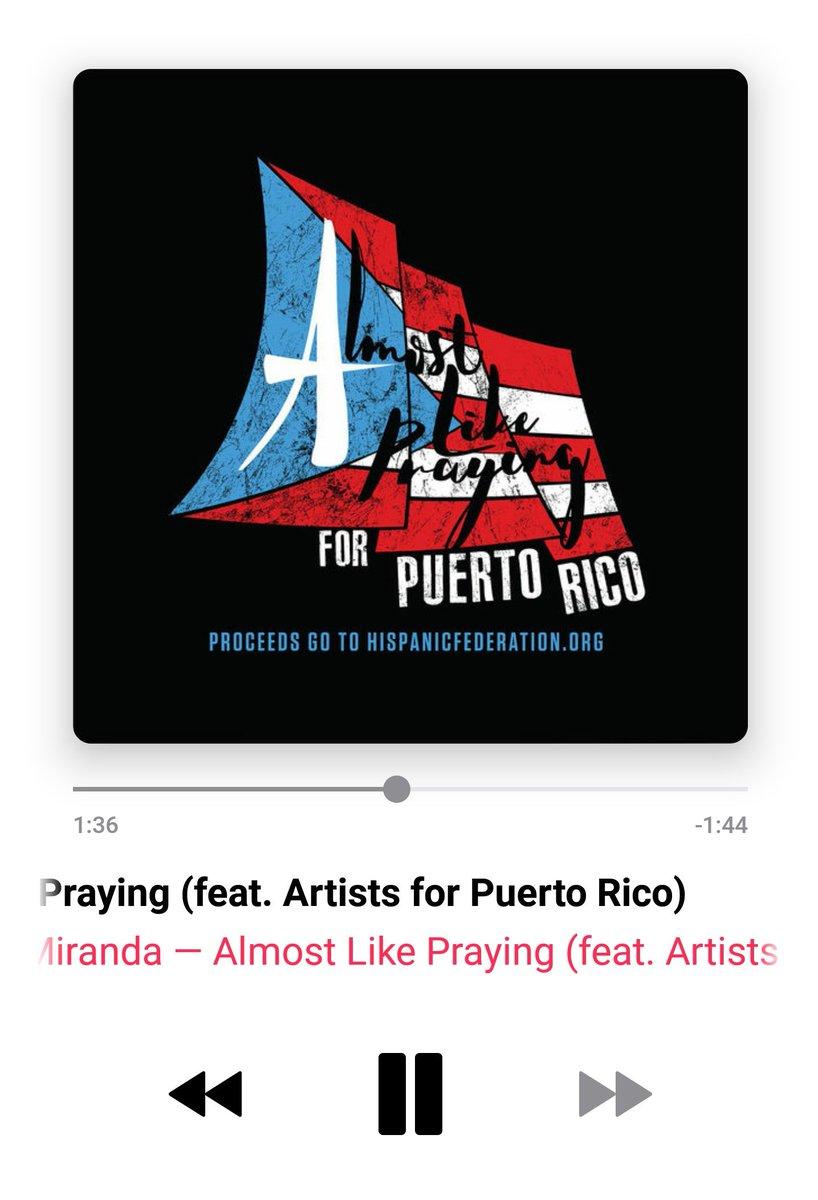 Almost
Like
Praying
FOR PUERTO RICO
PROCEEDS GO TO HISPANICFEDERATION.ORG
1:36 -1:44
Praying (feat. Artists for Puerto Rico)
Miranda — Almost Like Praying (feat. Artists